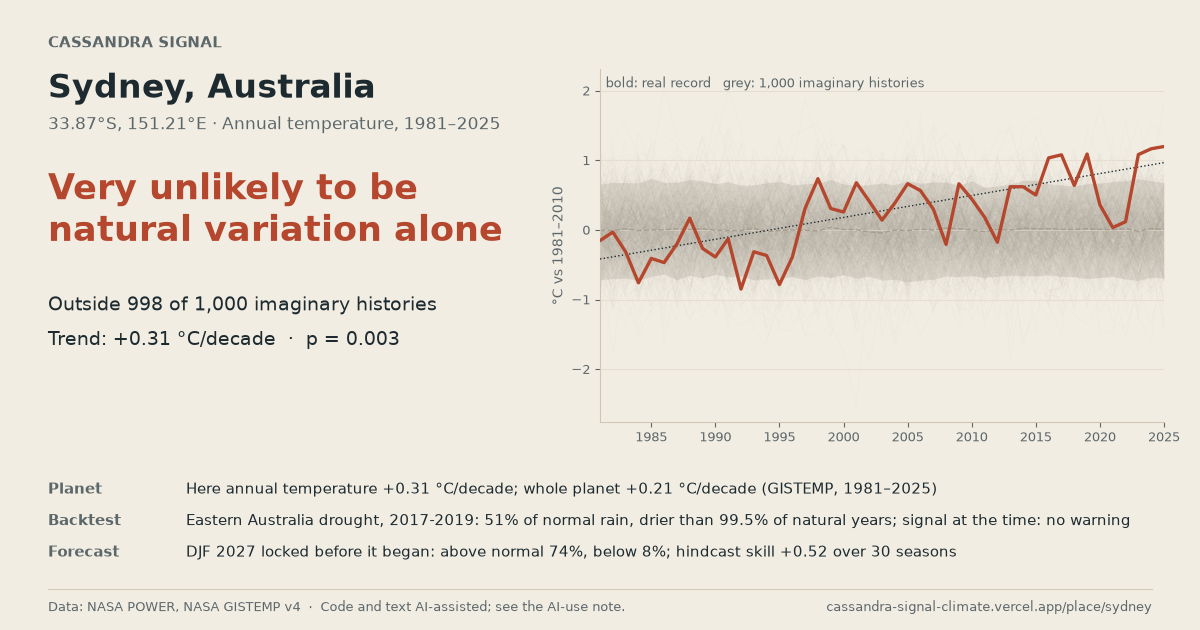 CASSANDRA SIGNAL
Sydney, Australia
33.87°S, 151.21°E · Annual temperature, 1981–2025
Very unlikely to be
natural variation alone
Outside 998 of 1,000 imaginary histories
Trend: +0.31 °C/decade · p = 0.003
bold: real record grey: 1,000 imaginary histories
°C vs 1981–2010
2
1
0
−1
−2
1985 1990 1995 2000 2005 2010 2015 2020 2025
Planet Here annual temperature +0.31 °C/decade; whole planet +0.21 °C/decade (GISTEMP, 1981–2025)
Backtest Eastern Australia drought, 2017-2019: 51% of normal rain, drier than 99.5% of natural years; signal at the time: no warning
Forecast DJF 2027 locked before it began: above normal 74%, below 8%; hindcast skill +0.52 over 30 seasons
Data: NASA POWER, NASA GISTEMP v4 · Code and text AI-assisted; see the AI-use note. cassandra-signal-climate.vercel.app/place/sydney